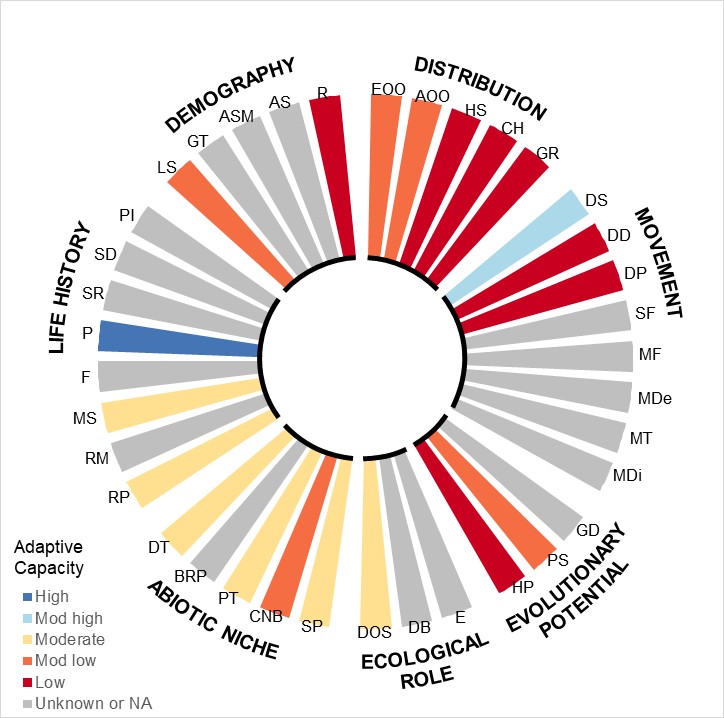 DISTRIBUTION
EOO
AOO
HS
CH
GR
MOVEMENT
DS
DD
DP
SF
MF
MDe
MT
MDi
EVOLUTIONARY
POTENTIAL
GD
PS
HP
ECOLOGICAL
ROLE
E
DB
DOS
ABIOTIC NICHE
SP
CNB
PT
BRP
DT
LIFE HISTORY
RP
RM
MS
F
P
SR
SD
PI
DEMOGRAPHY
LS
GT
ASM
AS
R
Adaptive
Capacity
High
Mod high
Moderate
Mod low
Low
Unknown or NA